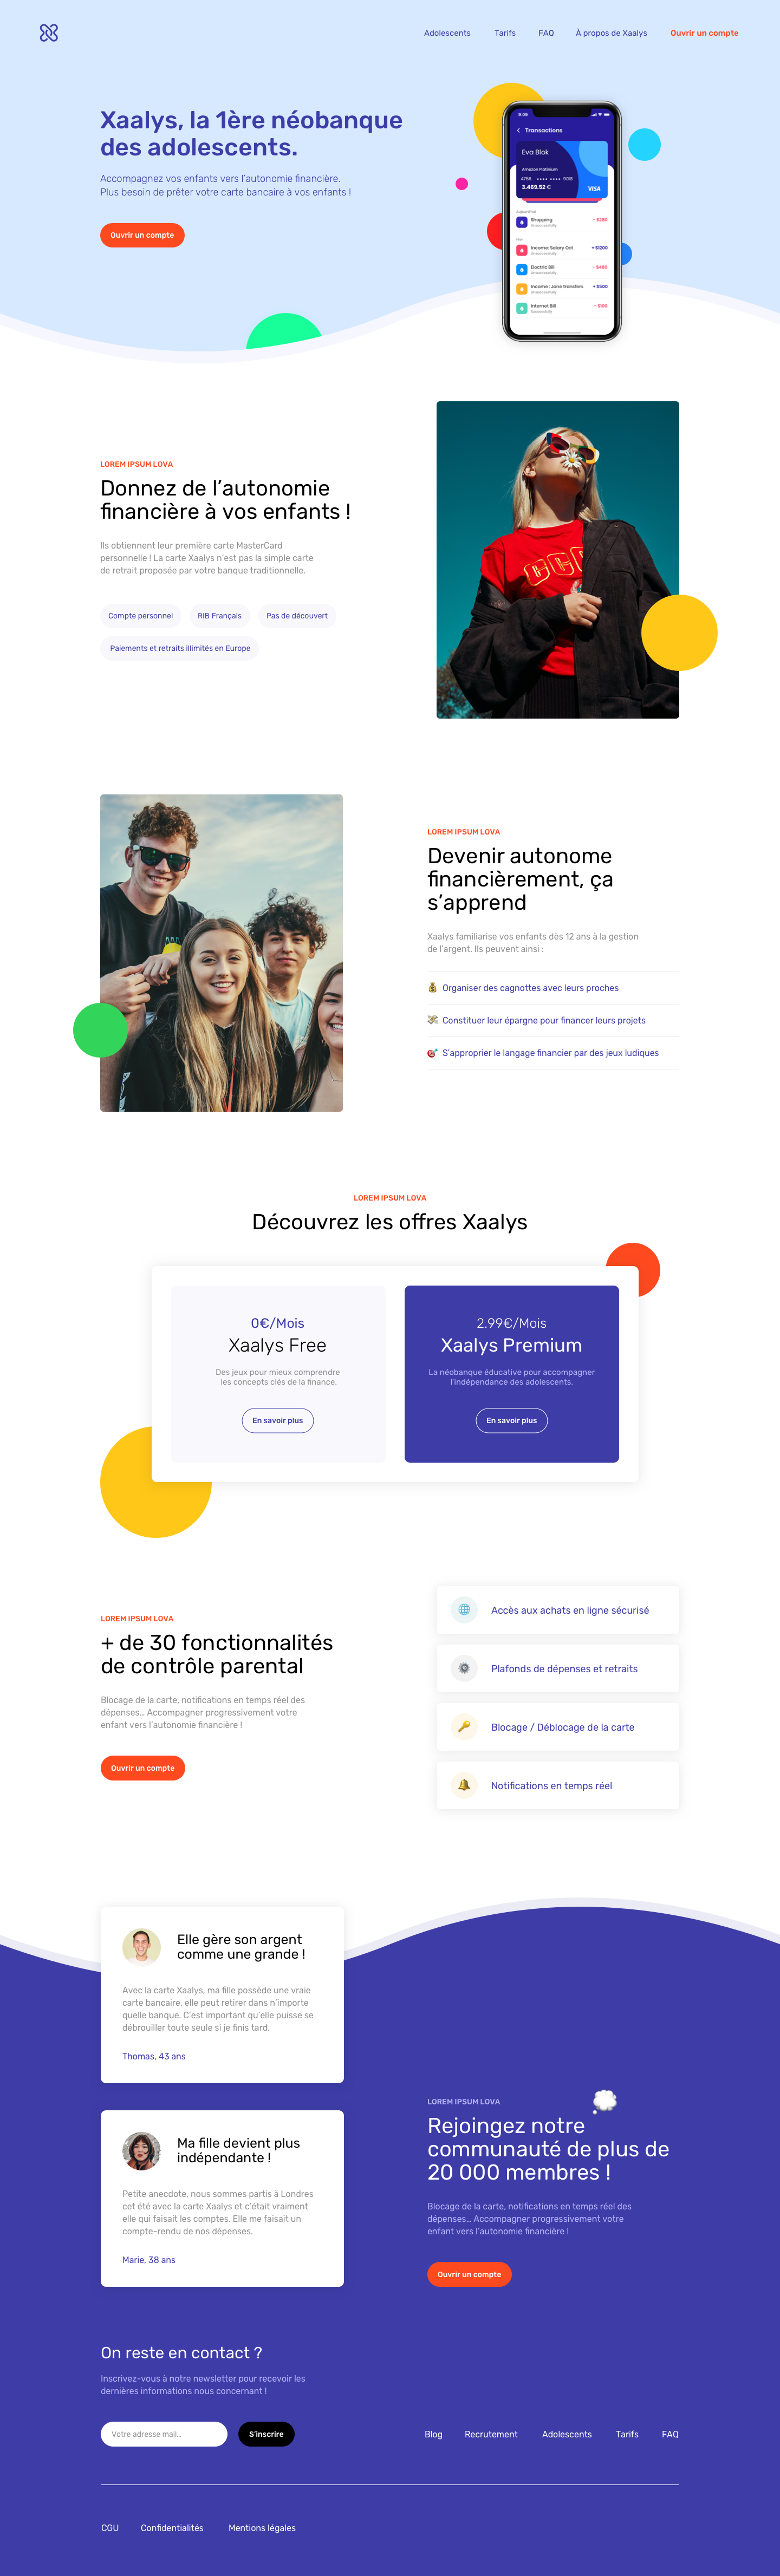 Adolescents Tarifs FAQ À propos de Xaalys Ouvrir un compte
Xaalys, la 1ère néobanque
des adolescents.
Accompagnez vos enfants vers l'autonomie financière.
Plus besoin de prêter votre carte bancaire à vos enfants !
Ouvrir un compte
9:09
Transactions
Eva Blok
Amazon Platinium
4756 •••• •••• 9018
3.469.52 €
VISA
Shopping
- $280
Income: Salary Oct
+ $1200
Electric Bill
- $480
Income : Jane transfers
+ $500
Internet Bill
- $100
LOREM IPSUM LOVA
Donnez de l’autonomie
financière à vos enfants !
Ils obtiennent leur première carte MasterCard
personnelle ! La carte Xaalys n’est pas la simple carte
de retrait proposée par votre banque traditionnelle.
Compte personnel RIB Français Pas de découvert
Paiements et retraits illimités en Europe
LOREM IPSUM LOVA
Devenir autonome
financièrement, ça
s’apprend
Xaalys familiarise vos enfants dès 12 ans à la gestion
de l’argent. Ils peuvent ainsi :
Organiser des cagnottes avec leurs proches
Constituer leur épargne pour financer leurs projets
S’approprier le langage financier par des jeux ludiques
LOREM IPSUM LOVA
Découvrez les offres Xaalys
0€/Mois
Xaalys Free
Des jeux pour mieux comprendre
les concepts clés de la finance.
En savoir plus
2.99€/Mois
Xaalys Premium
La néobanque éducative pour accompagner
l’indépendance des adolescents.
En savoir plus
LOREM IPSUM LOVA
+ de 30 fonctionnalités
de contrôle parental
Blocage de la carte, notifications en temps réel des
dépenses… Accompagner progressivement votre
enfant vers l’autonomie financière !
Ouvrir un compte
Accès aux achats en ligne sécurisé
Plafonds de dépenses et retraits
Blocage / Déblocage de la carte
Notifications en temps réel
Elle gère son argent
comme une grande !
Avec la carte Xaalys, ma fille possède une vraie
carte bancaire, elle peut retirer dans n’importe
quelle banque. C’est important qu’elle puisse se
débrouiller toute seule si je finis tard.
Thomas, 43 ans
Ma fille devient plus
indépendante !
Petite anecdote, nous sommes partis à Londres
cet été avec la carte Xaalys et c’était vraiment
elle qui faisait les comptes. Elle me faisait un
compte-rendu de nos dépenses.
Marie, 38 ans
LOREM IPSUM LOVA
Rejoingez notre
communauté de plus de
20 000 membres !
Blocage de la carte, notifications en temps réel des
dépenses… Accompagner progressivement votre
enfant vers l’autonomie financière !
Ouvrir un compte
On reste en contact ?
Inscrivez-vous à notre newsletter pour recevoir les
dernières informations nous concernant !
Votre adresse mail… S’inscrire
Blog Recrutement Adolescents Tarifs FAQ
CGU Confidentialités Mentions légales